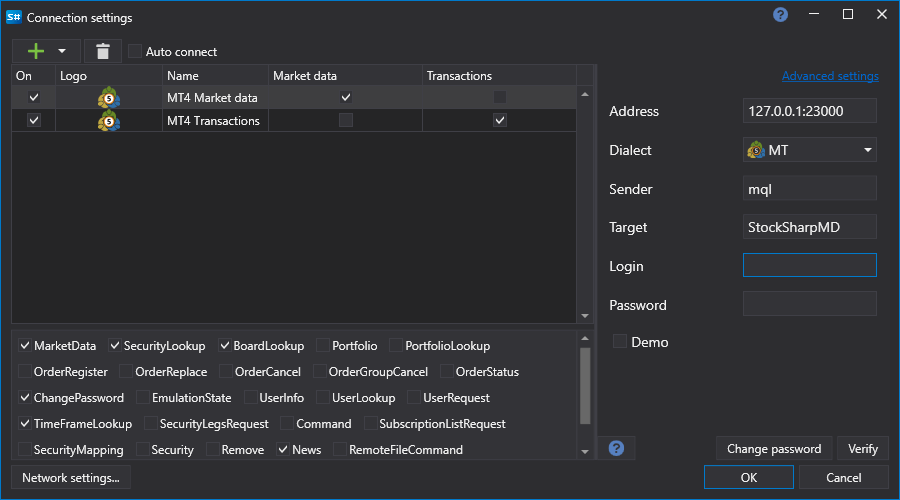 S# Connection settings
Auto connect
On Logo Name Market data Transactions
MT4 Market data
MT4 Transactions
Advanced settings
Address 127.0.0.1:23000
Dialect MT
Sender mql
Target StockSharpMD
Login
Password
Demo
MarketData SecurityLookup BoardLookup Portfolio PortfolioLookup
OrderRegister OrderReplace OrderCancel OrderGroupCancel OrderStatus
ChangePassword EmulationState UserInfo UserLookup UserRequest
TimeFrameLookup SecurityLegsRequest Command SubscriptionListRequest
SecurityMapping Security Remove News RemoteFileCommand
Change password Verify
Network settings... OK Cancel